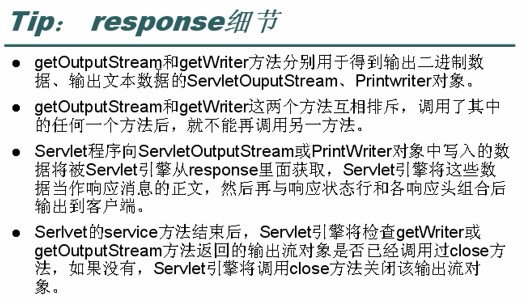 Tip： response细节
● getOutputStream和getWriter方法分别用于得到输出二进制数
据、输出文本数据的ServletOuputStream、Printwriter对象。
● getOutputStream和getWriter这两个方法互相排斥，调用了其中
的任何一个方法后，就不能再调用另一方法。
● Servlet程序向ServletOutputStream或PrintWriter对象中写入的数
据将被Servlet引擎从response里面获取，Servlet引擎将这些数
据当作响应消息的正文，然后再与响应状态行和各响应头组合后
输出到客户端。
● Serlvet的service方法结束后，Servlet引擎将检查getWriter或
getOutputStream方法返回的输出流对象是否已经调用过close方
法，如果没有，Servlet引擎将调用close方法关闭该输出流对
象。